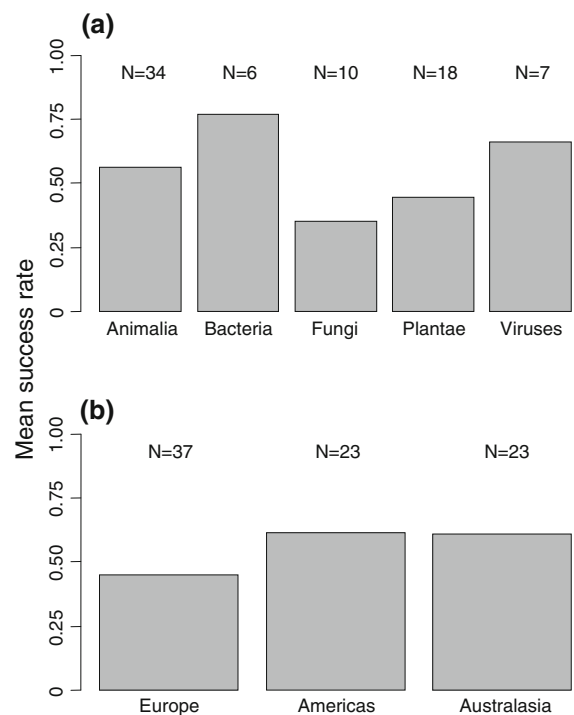 (a)
Mean success rate
1.00
0.75
0.50
0.25
0
N=34 N=6 N=10 N=18 N=7
Animalia Bacteria Fungi Plantae Viruses
(b)
1.00
0.75
0.50
0.25
0
N=37 N=23 N=23
Europe Americas Australasia